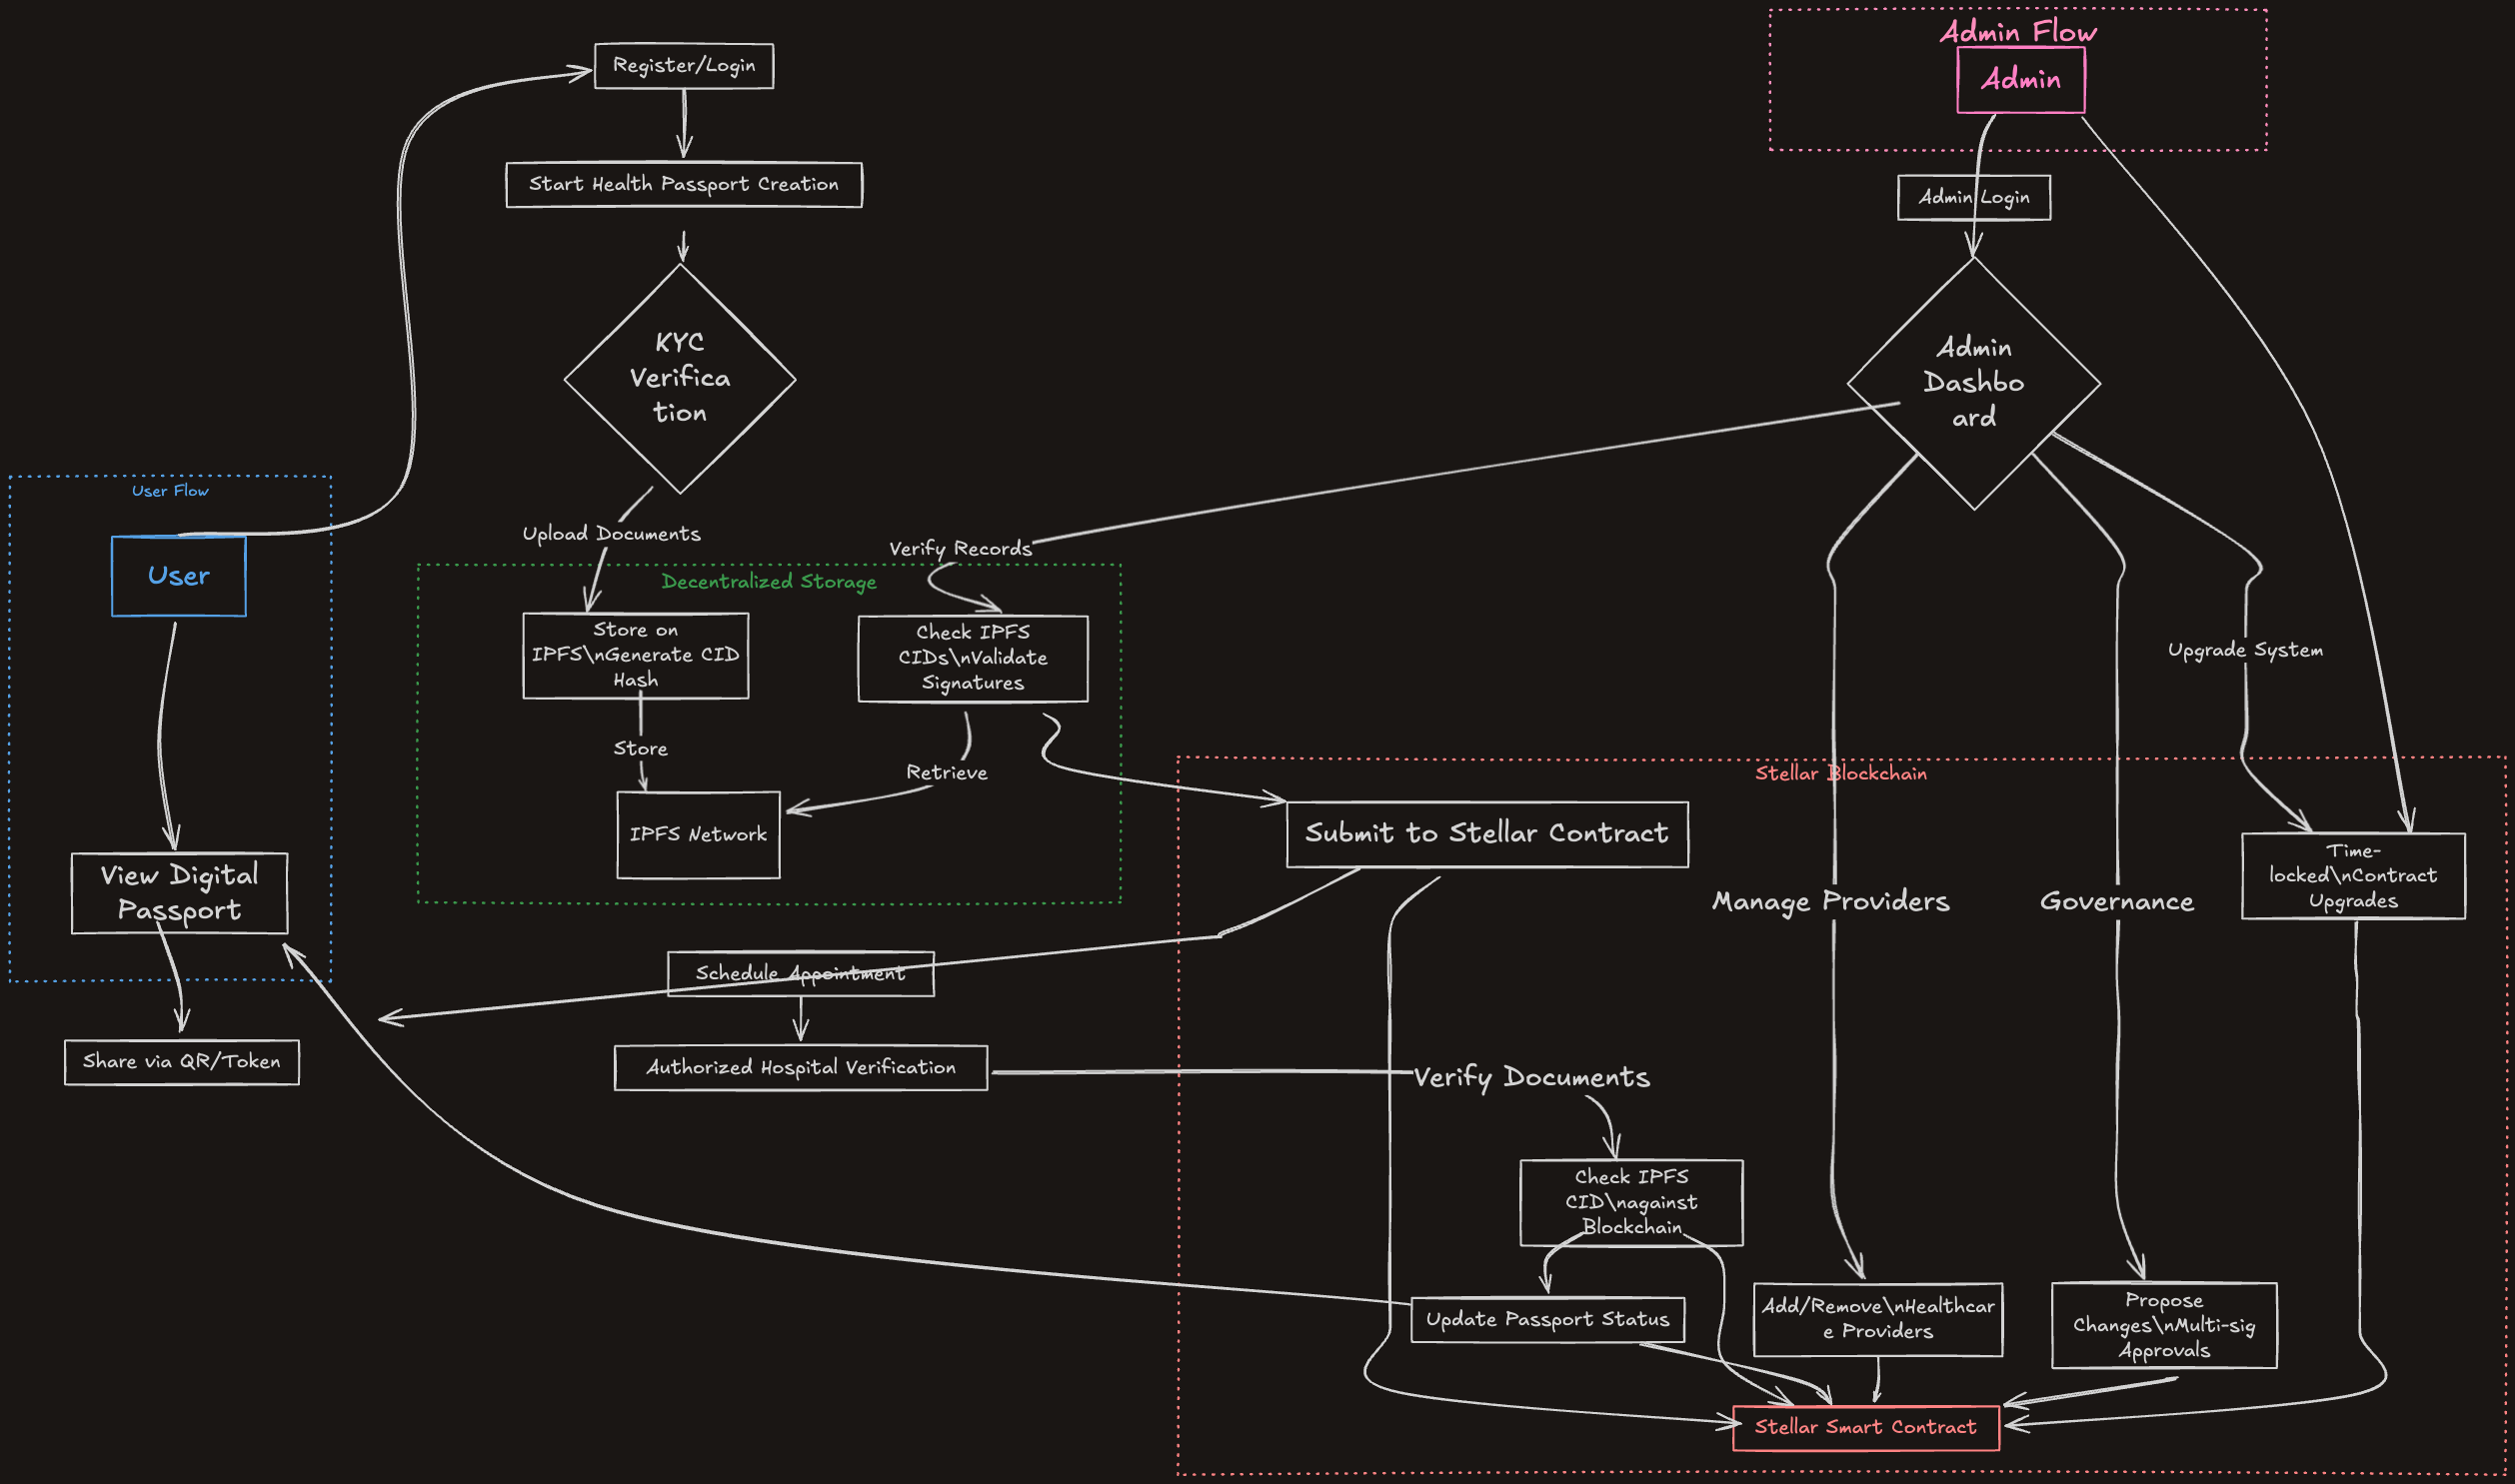 Admin Flow
Admin
Register/Login
Start Health Passport Creation
Admin Login
KYC
Verifica
tion
Admin
Dashbo
ard
User Flow
User
Upload Documents
Verify Records
Decentralized Storage
Store on
IPFS\nGenerate CID
Hash
Check IPFS
CIDs\nValidate
Signatures
Upgrade System
Store
Retrieve
IPFS Network
Stellar Blockchain
Submit to Stellar Contract
Time-
locked\nContract
Upgrades
View Digital
Passport
Manage Providers
Governance
Schedule Appointment
Share via QR/Token
Authorized Hospital Verification
Verify Documents
Check IPFS
CID\nagainst
Blockchain
Update Passport Status
Add/Remove\nHealthcar
e Providers
Propose
Changes\nMulti-sig
Approvals
Stellar Smart Contract